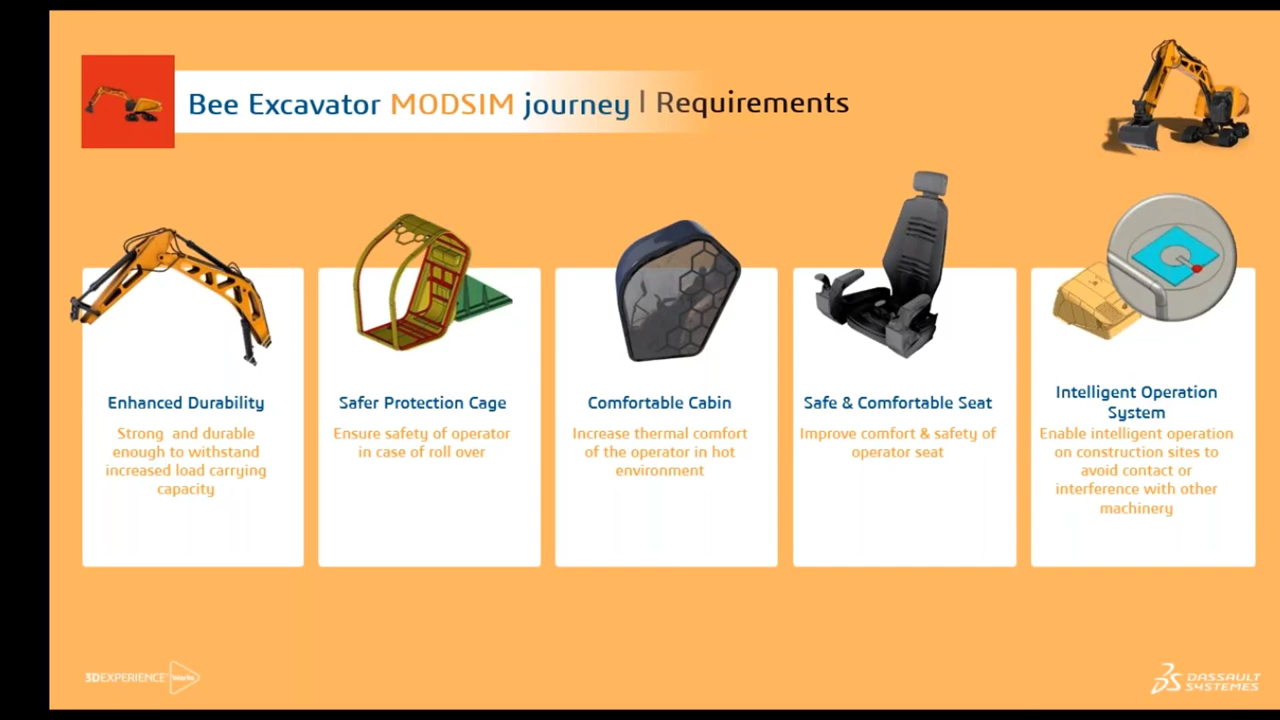 Bee Excavator MODSIM journey | Requirements
Enhanced Durability
Strong and durable
enough to withstand
increased load carrying
capacity
Safer Protection Cage
Ensure safety of operator
in case of roll over
Comfortable Cabin
Increase thermal comfort
of the operator in hot
environment
Safe & Comfortable Seat
Improve comfort & safety of
operator seat
Intelligent Operation
System
Enable intelligent operation
on construction sites to
avoid contact or
interference with other
machinery
3DEXPERIENCE Works
DASSAULT
SYSTEMES